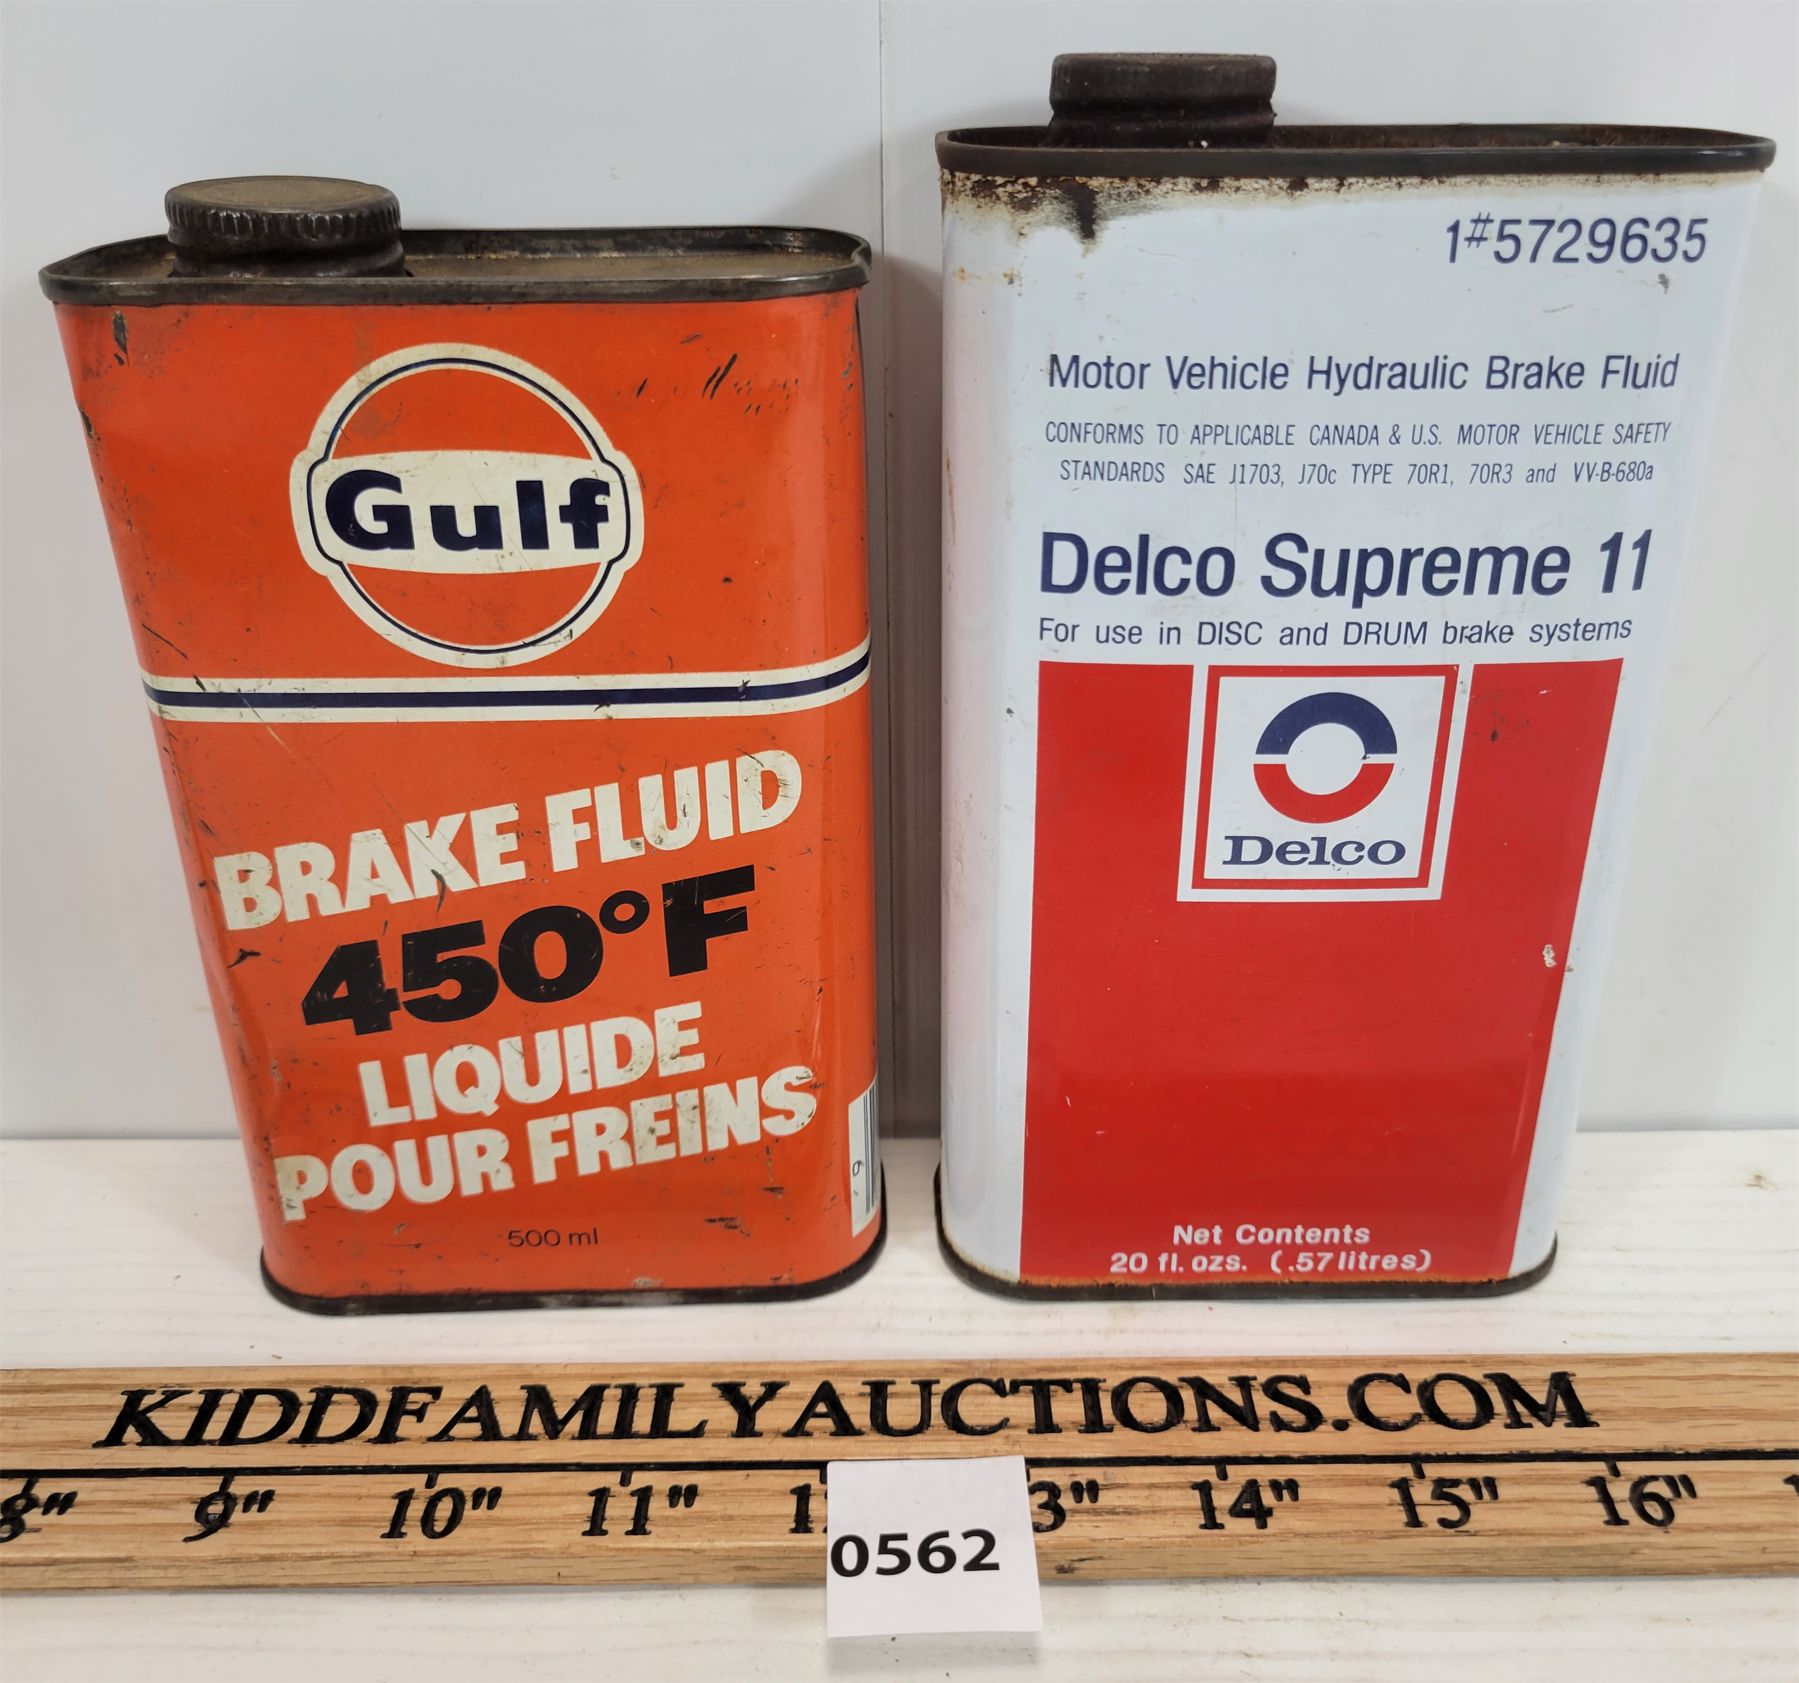 Gulf
BRAKE FLUID
450°F
LIQUIDE
POUR FREINS
500 ml
1#5729635
Motor Vehicle Hydraulic Brake Fluid
CONFORMS TO APPLICABLE CANADA & U.S. MOTOR VEHICLE SAFETY
STANDARDS SAE J1703, J70c TYPE 70R1, 70R3 and VV-B-680a
Delco Supreme 11
For use in DISC and DRUM brake systems
Delco
Net Contents
20 fl. ozs. (.57 litres)
KIDDFAMILYAUCTIONS.COM
8" 9" 10" 11" 1 3" 14" 15" 16"
0562